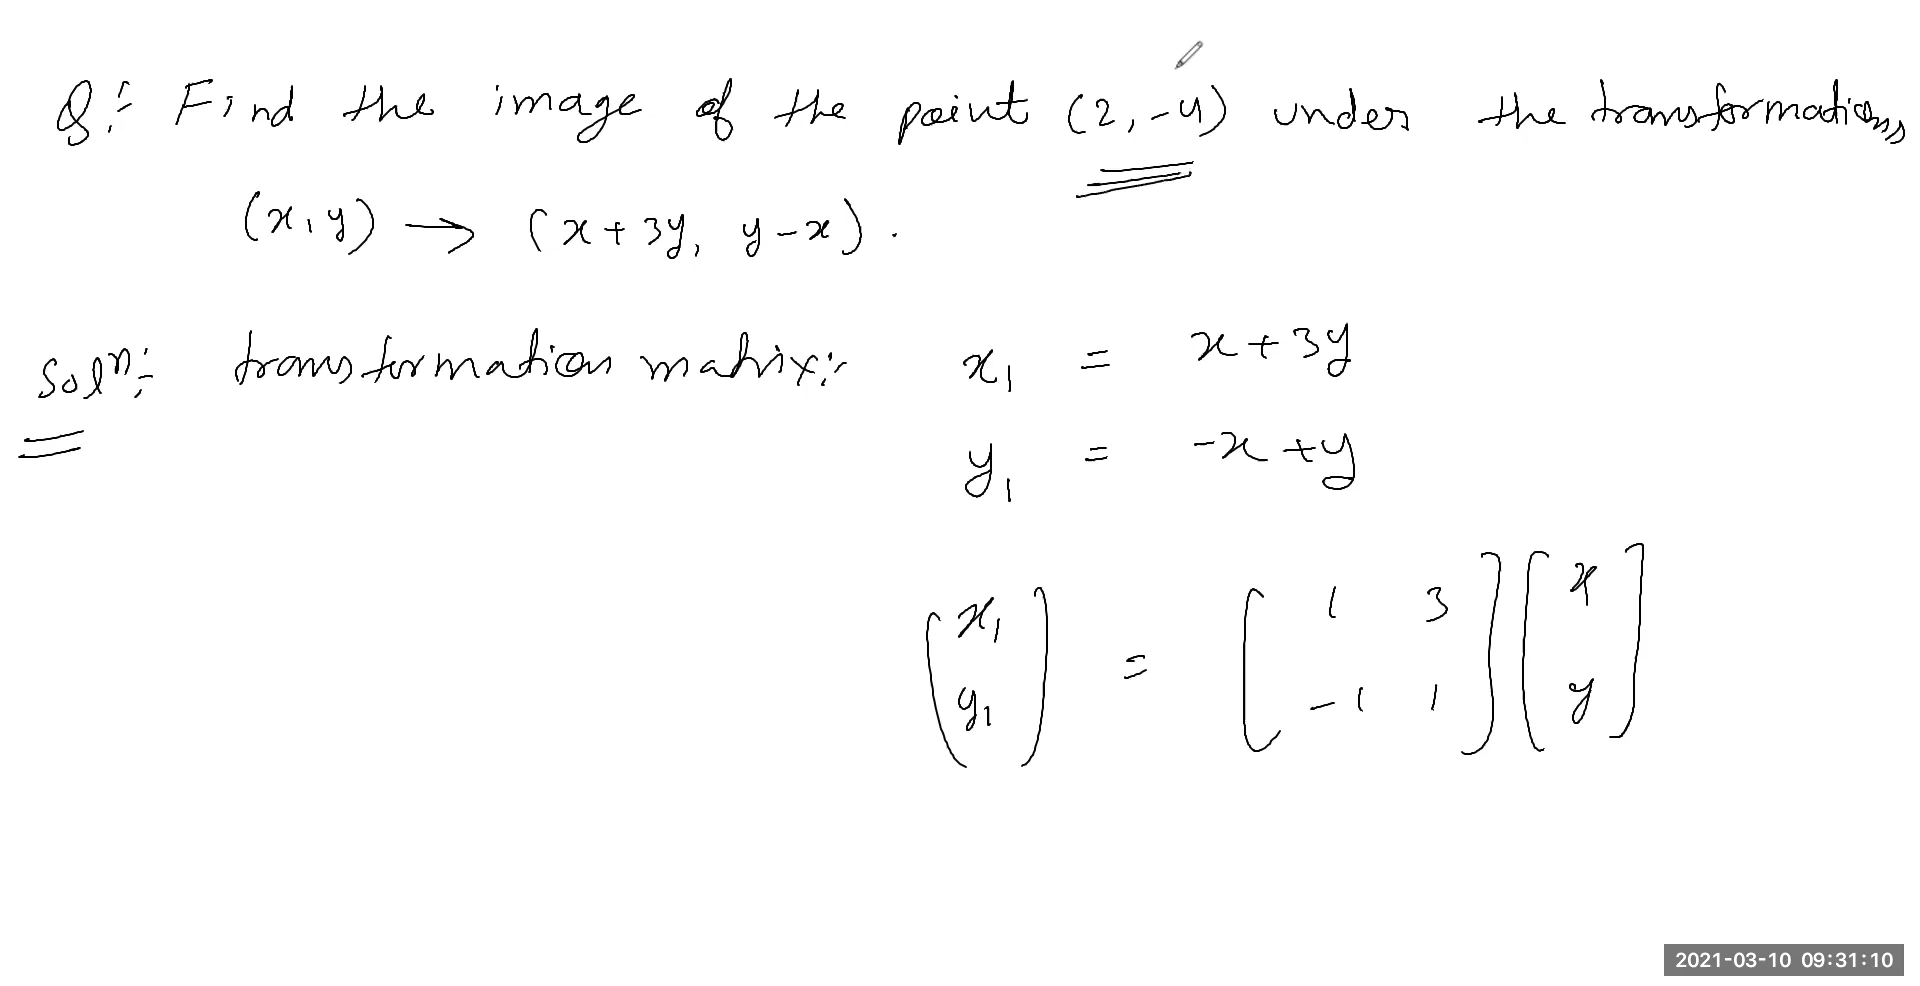 Q:- Find the image of the point (2, -4) under the transformations
(x, y) → (x + 3y, y - x).
Solⁿ:- transformation matrix:- x₁ = x + 3y
y₁ = -x + y
(x₁ y₁) = [1 3 -1 1] [x y]
2021-03-10 09:31:10